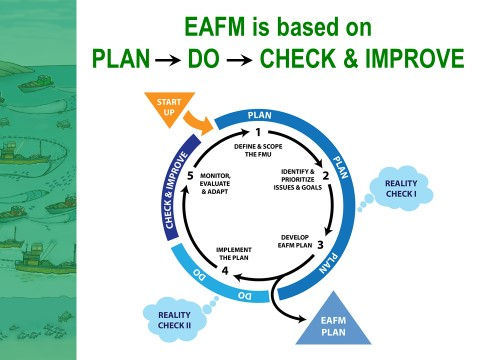 EAFM is based on
PLAN → DO → CHECK & IMPROVE
START
UP
PLAN
1
DEFINE & SCOPE
THE FMU
PLAN
2
IDENTIFY &
PRIORITIZE
ISSUES & GOALS
REALITY
CHECK I
3
DEVELOP
EAFM PLAN
PLAN
EAFM
PLAN
IMPLEMENT
THE PLAN
4
DO
DO
REALITY
CHECK II
5
MONITOR,
EVALUATE
& ADAPT
CHECK & IMPROVE